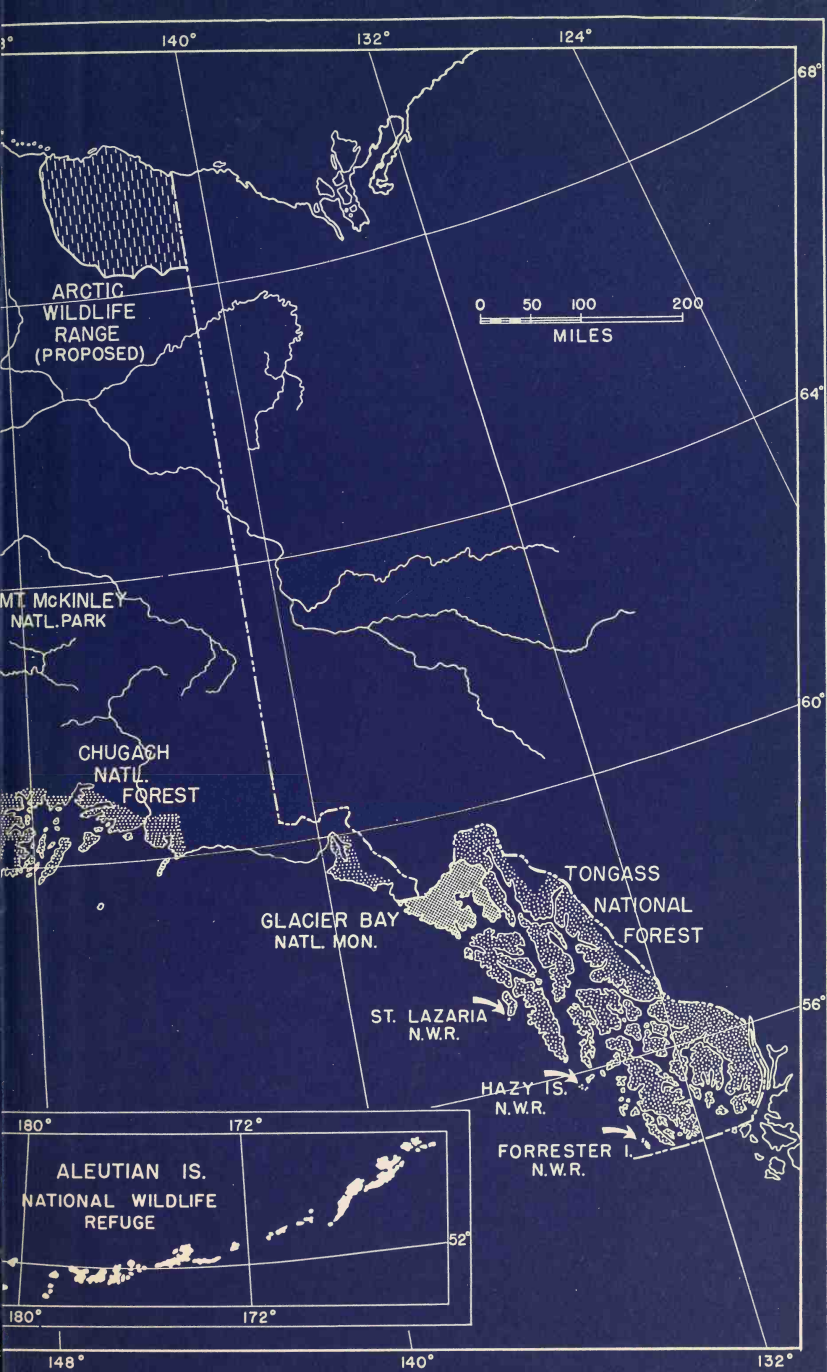 8°
140°
132°
124°
68°
ARCTIC
WILDLIFE
RANGE
(PROPOSED)
0 50 100 200
MILES
64°
MT. McKINLEY
NATL. PARK
60°
CHUGACH
NATL.
FOREST
TONGASS
NATIONAL
FOREST
GLACIER BAY
NATL. MON.
56°
ST. LAZARIA
N.W.R.
HAZY IS.
N.W.R.
FORRESTER I.
N.W.R.
180°
172°
ALEUTIAN IS.
NATIONAL WILDLIFE
REFUGE
52°
180°
172°
148°
140°
132°